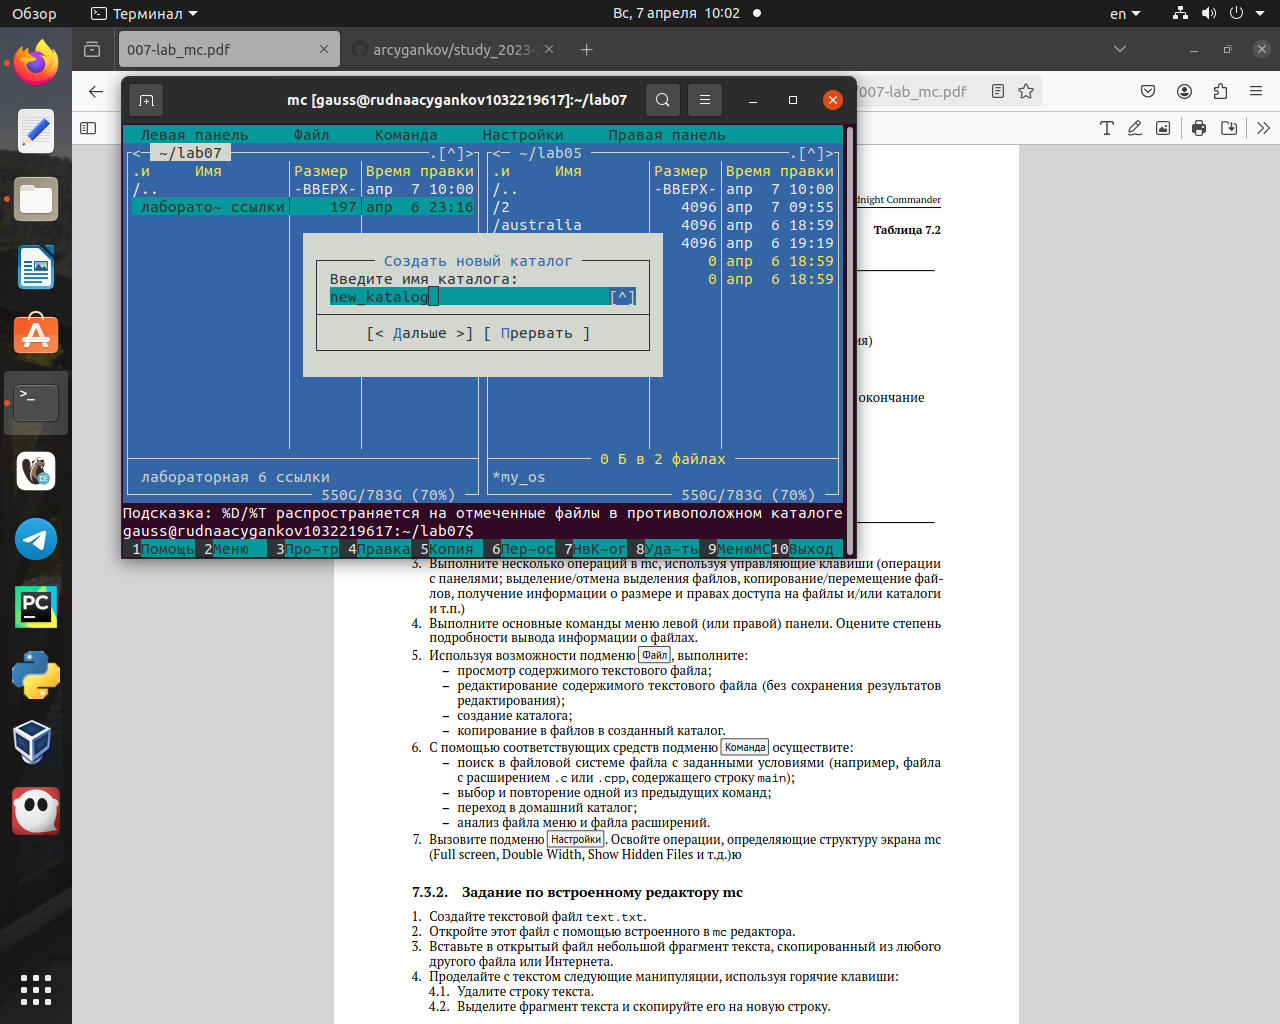 Обзор
Терминал
Вс, 7 апреля 10:02
en
007-lab_mc.pdf
arcygankov/study_2023-2
/007-lab_mc.pdf
mc [gauss@rudnaacygankov1032219617]:~/lab07
Левая панель Файл Команда Настройки Правая панель
<— ~/lab07 .[^]>
<— ~/lab05 .[^]>
.и Имя Размер Время правки
.и Имя Размер Время правки
/.. -ВВЕРХ- апр 7 10:00
/.. -ВВЕРХ- апр 7 10:00
лаборато~ ссылки 197 апр 6 23:16
/2 4096 апр 7 09:55
/australia 4096 апр 6 18:59
4096 апр 6 19:19
0 апр 6 18:59
0 апр 6 18:59
Создать новый каталог
Введите имя каталога:
new_katalog [^]
[< Дальше >] [ Прервать ]
0 Б в 2 файлах
лабораторная 6 ссылки
*my_os
550G/783G (70%)
550G/783G (70%)
Подсказка: %D/%T распространяется на отмеченные файлы в противоположном каталоге
gauss@rudnaacygankov1032219617:~/lab07$
1Помощь 2Меню 3Про~тр 4Правка 5Копия 6Пер~ос 7НвК~ог 8Уда~ть 9МенюMC 10Выход
dnight Commander
Таблица 7.2
ия)
окончание
3. Выполните несколько операций в mc, используя управляющие клавиши (операции
с панелями; выделение/отмена выделения файлов, копирование/перемещение фай-
лов, получение информации о размере и правах доступа на файлы и/или каталоги
и т.п.)
4. Выполните основные команды меню левой (или правой) панели. Оцените степень
подробности вывода информации о файлах.
5. Используя возможности подменю Файл , выполните:
– просмотр содержимого текстового файла;
– редактирование содержимого текстового файла (без сохранения результатов
редактирования);
– создание каталога;
– копирование в файлов в созданный каталог.
6. С помощью соответствующих средств подменю Команда осуществите:
– поиск в файловой системе файла с заданными условиями (например, файла
с расширением .c или .cpp, содержащего строку main);
– выбор и повторение одной из предыдущих команд;
– переход в домашний каталог;
– анализ файла меню и файла расширений.
7. Вызовите подменю Настройки . Освойте операции, определяющие структуру экрана mc
(Full screen, Double Width, Show Hidden Files и т.д.)ю
7.3.2. Задание по встроенному редактору mc
1. Создайте текстовой файл text.txt.
2. Откройте этот файл с помощью встроенного в mc редактора.
3. Вставьте в открытый файл небольшой фрагмент текста, скопированный из любого
другого файла или Интернета.
4. Проделайте с текстом следующие манипуляции, используя горячие клавиши:
4.1. Удалите строку текста.
4.2. Выделите фрагмент текста и скопируйте его на новую строку.